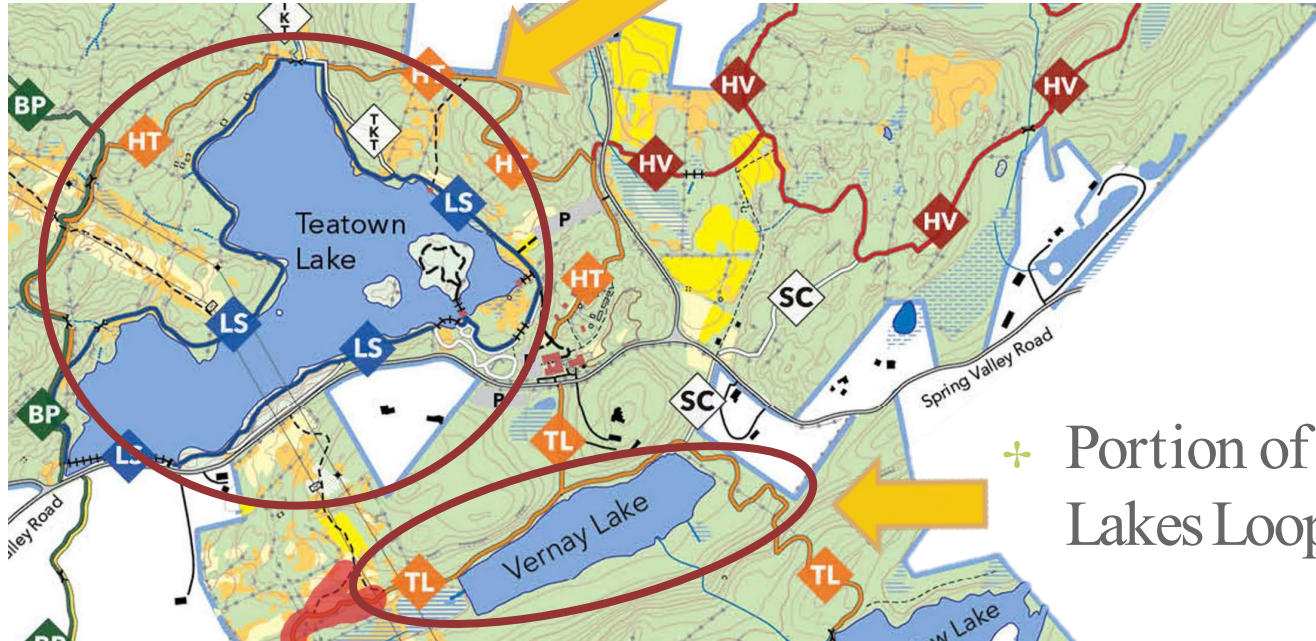 TKT
HT
HV
HV
BP
TKT
HT
HV
HT
LS
P
HV
Teatown
Lake
HT
SC
LS
LS
Spring Valley Road
BP
P
SC
TL
LS
Portion of
Lakes Loop
Vernay Lake
Road
TL
TL
Lake
BP